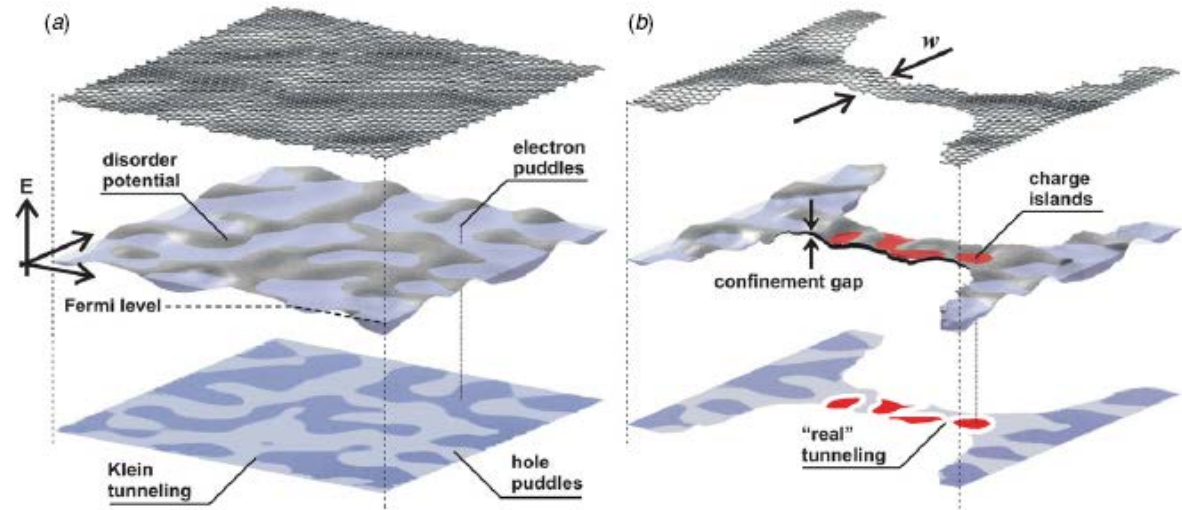 (a)
disorder
potential
electron
puddles
E
Fermi level
Klein
tunneling
hole
puddles
(b)
w
charge
islands
confinement gap
“real”
tunneling